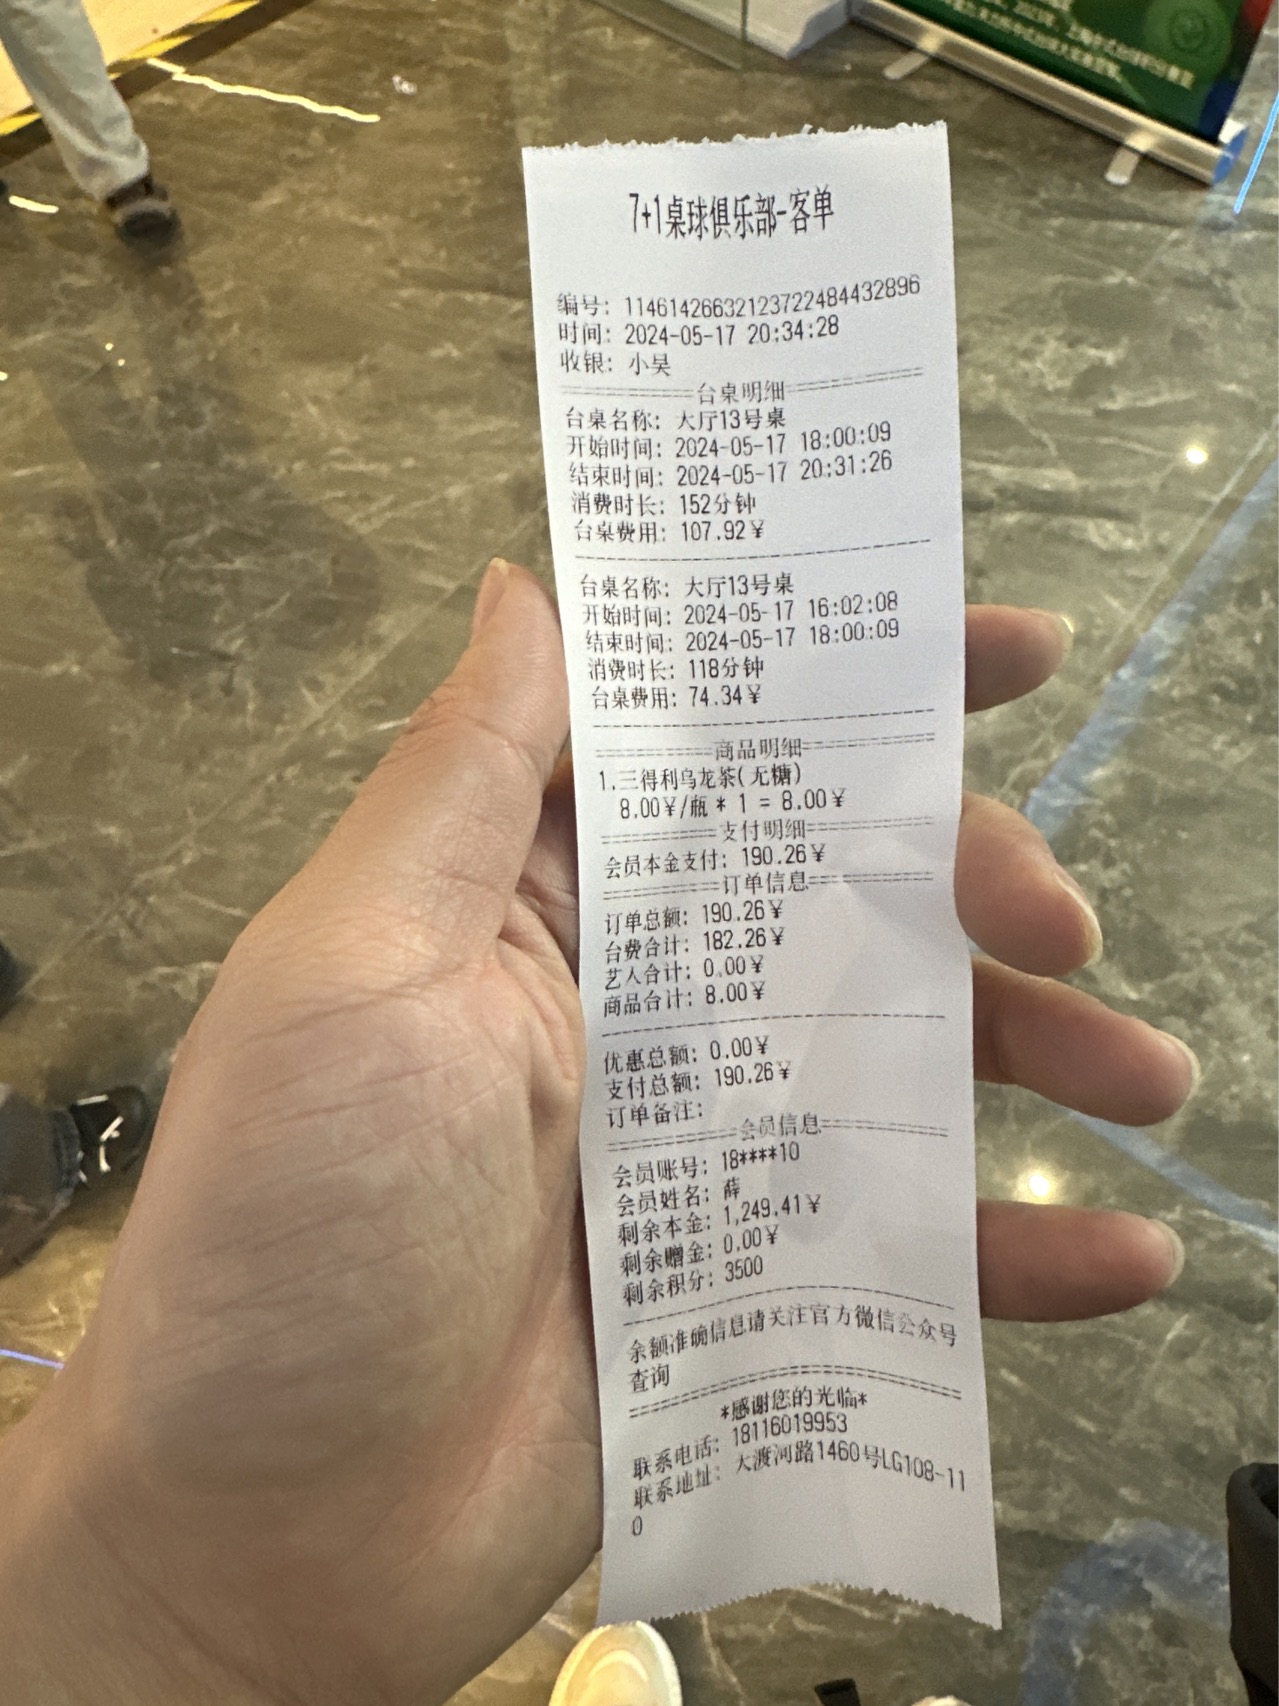 7+1桌球俱乐部-客单
编号: 11461426632123722484432896
时间: 2024-05-17 20:34:28
收银: 小吴
台桌明细
台桌名称: 大厅13号桌
开始时间: 2024-05-17 18:00:09
结束时间: 2024-05-17 20:31:26
消费时长: 152分钟
台桌费用: 107.92¥
台桌名称: 大厅13号桌
开始时间: 2024-05-17 16:02:08
结束时间: 2024-05-17 18:00:09
消费时长: 118分钟
台桌费用: 74.34¥
商品明细
1.三得利乌龙茶(无糖)
8.00¥/瓶 * 1 = 8.00¥
支付明细
会员本金支付: 190.26¥
订单信息
订单总额: 190.26¥
台费合计: 182.26¥
艺人合计: 0.00¥
商品合计: 8.00¥
优惠总额: 0.00¥
支付总额: 190.26¥
订单备注:
会员信息
会员账号: 18****10
会员姓名: 薛
剩余本金: 1,249.41¥
剩余赠金: 0.00¥
剩余积分: 3500
余额准确信息请关注官方微信公众号
查询
*感谢您的光临*
联系电话: 18116019953
联系地址: 大渡河路1460号LG108-11
0